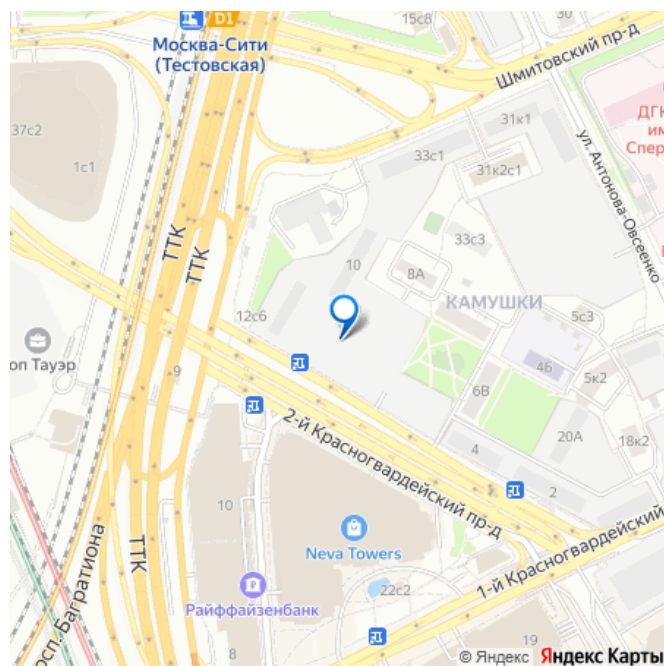 D1
Москва-Сити
(Тестовская)
15с8
30
Шмитовский пр-д
31к1
33с1
31к2с1
ДГК
им
Спер
ул. Антонова-Овсеенко
37с2
1с1
ТТК
ТТК
33с3
10
8А
КАМУШКИ
12с6
5с3
оп Тауэр
9
4Б
5к2
6В
20А
18к2
4
2
2-й Красногвардейский пр-д
10
Neva Towers
1-й Красногвардейский
ТТК
Райффайзенбанк
22с2
осп. Багратиона
8
19
© Яндекс Яндекс Карты